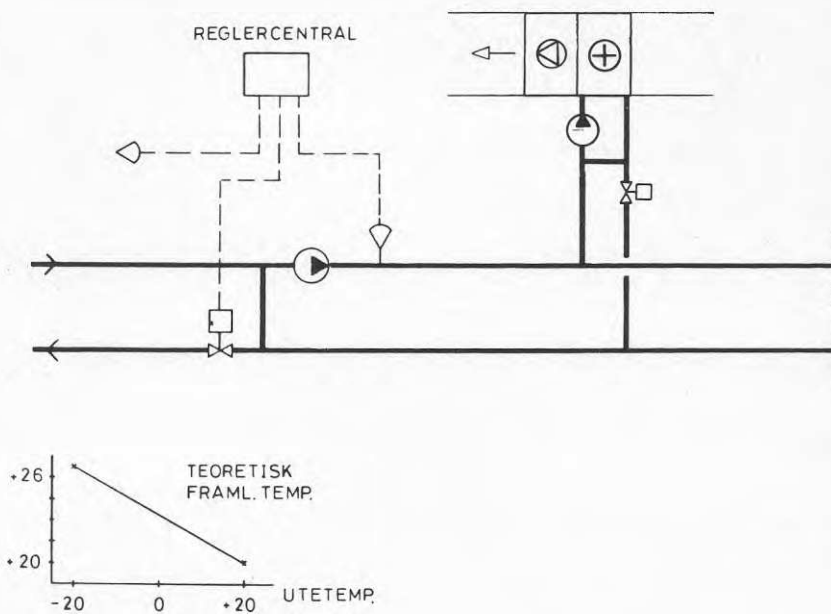 REGLERCENTRAL
TEORETISK
FRAML. TEMP.
+26
+20
-20 0 +20 UTETEMP.